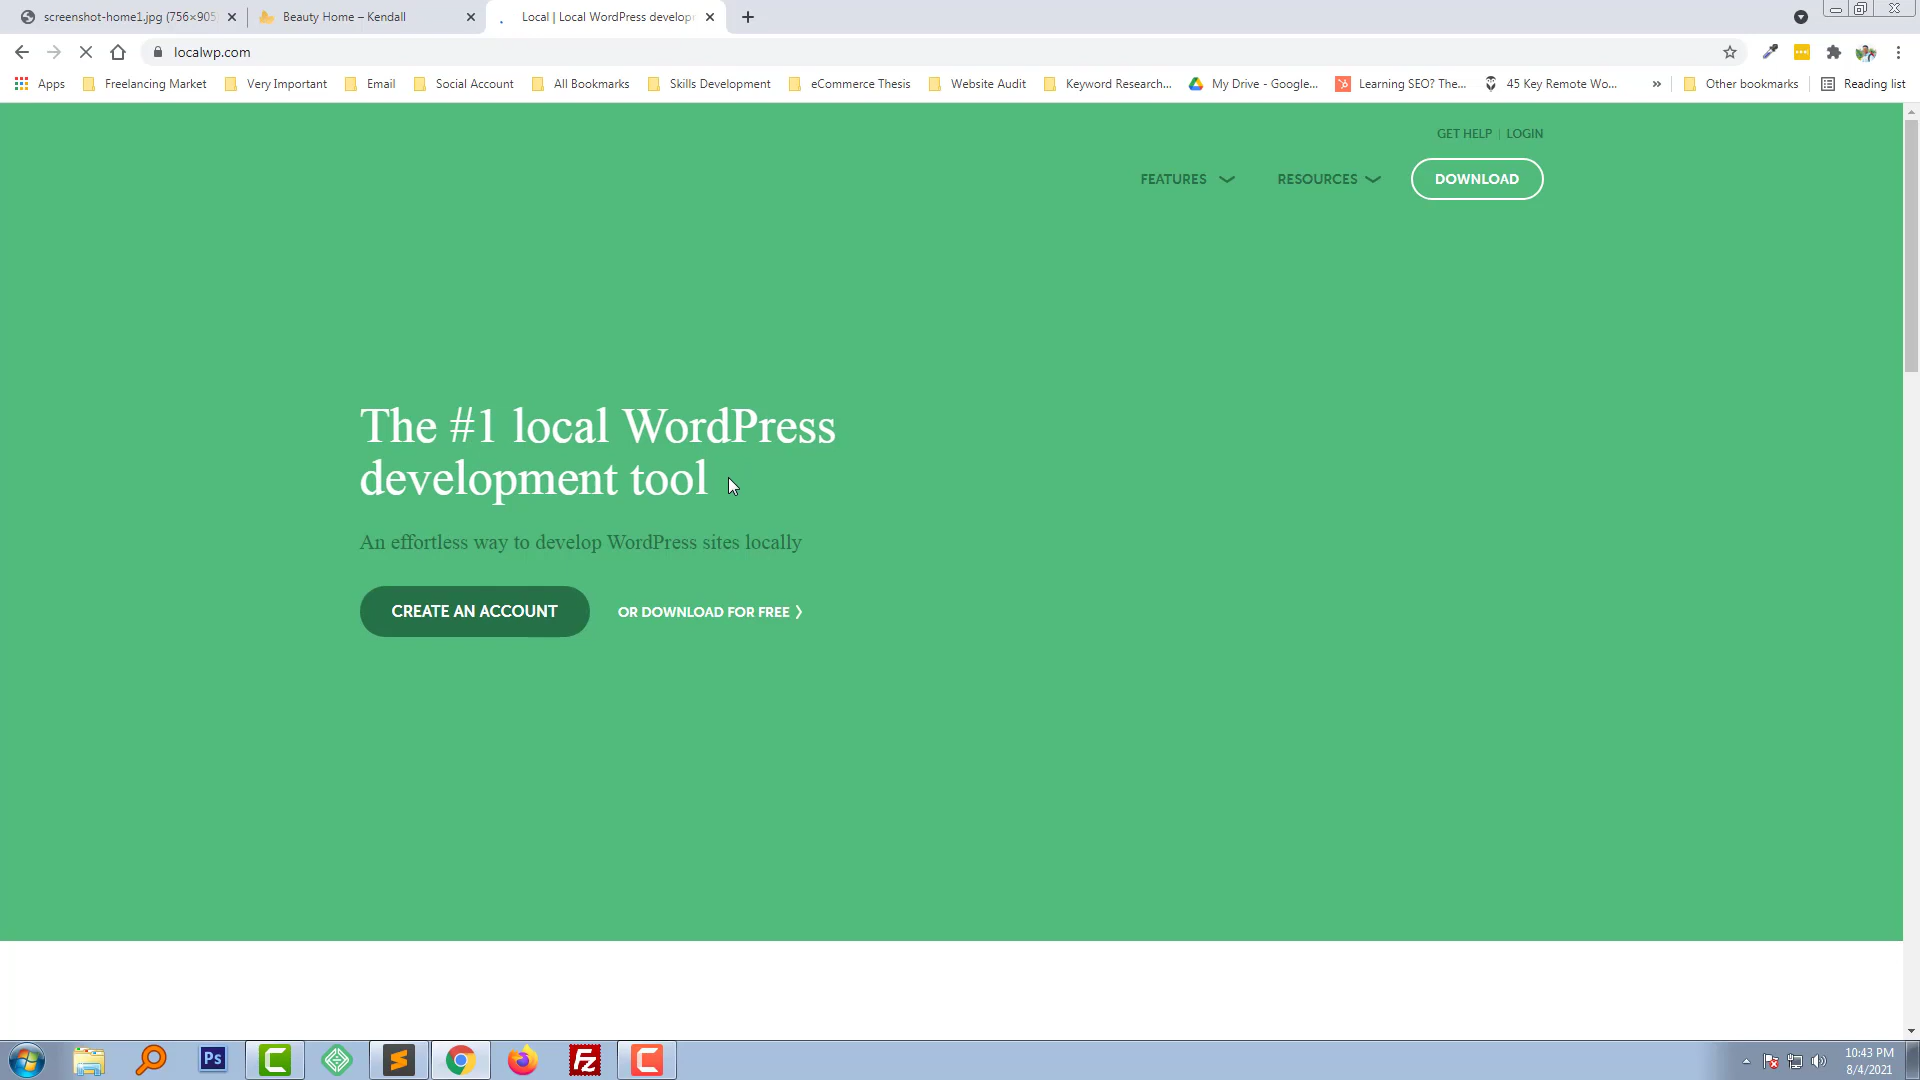 screenshot-home1.jpg (756×905
Beauty Home – Kendall
Local | Local WordPress develop
localwp.com
Apps
Freelancing Market
Very Important
Email
Social Account
All Bookmarks
Skills Development
eCommerce Thesis
Website Audit
Keyword Research...
My Drive - Google...
Learning SEO? The...
45 Key Remote Wo...
»
Other bookmarks
Reading list
GET HELP | LOGIN
FEATURES
RESOURCES
DOWNLOAD
The #1 local WordPress
development tool
An effortless way to develop WordPress sites locally
CREATE AN ACCOUNT
OR DOWNLOAD FOR FREE 〉
Ps
Fz
10:43 PM
8/4/2021